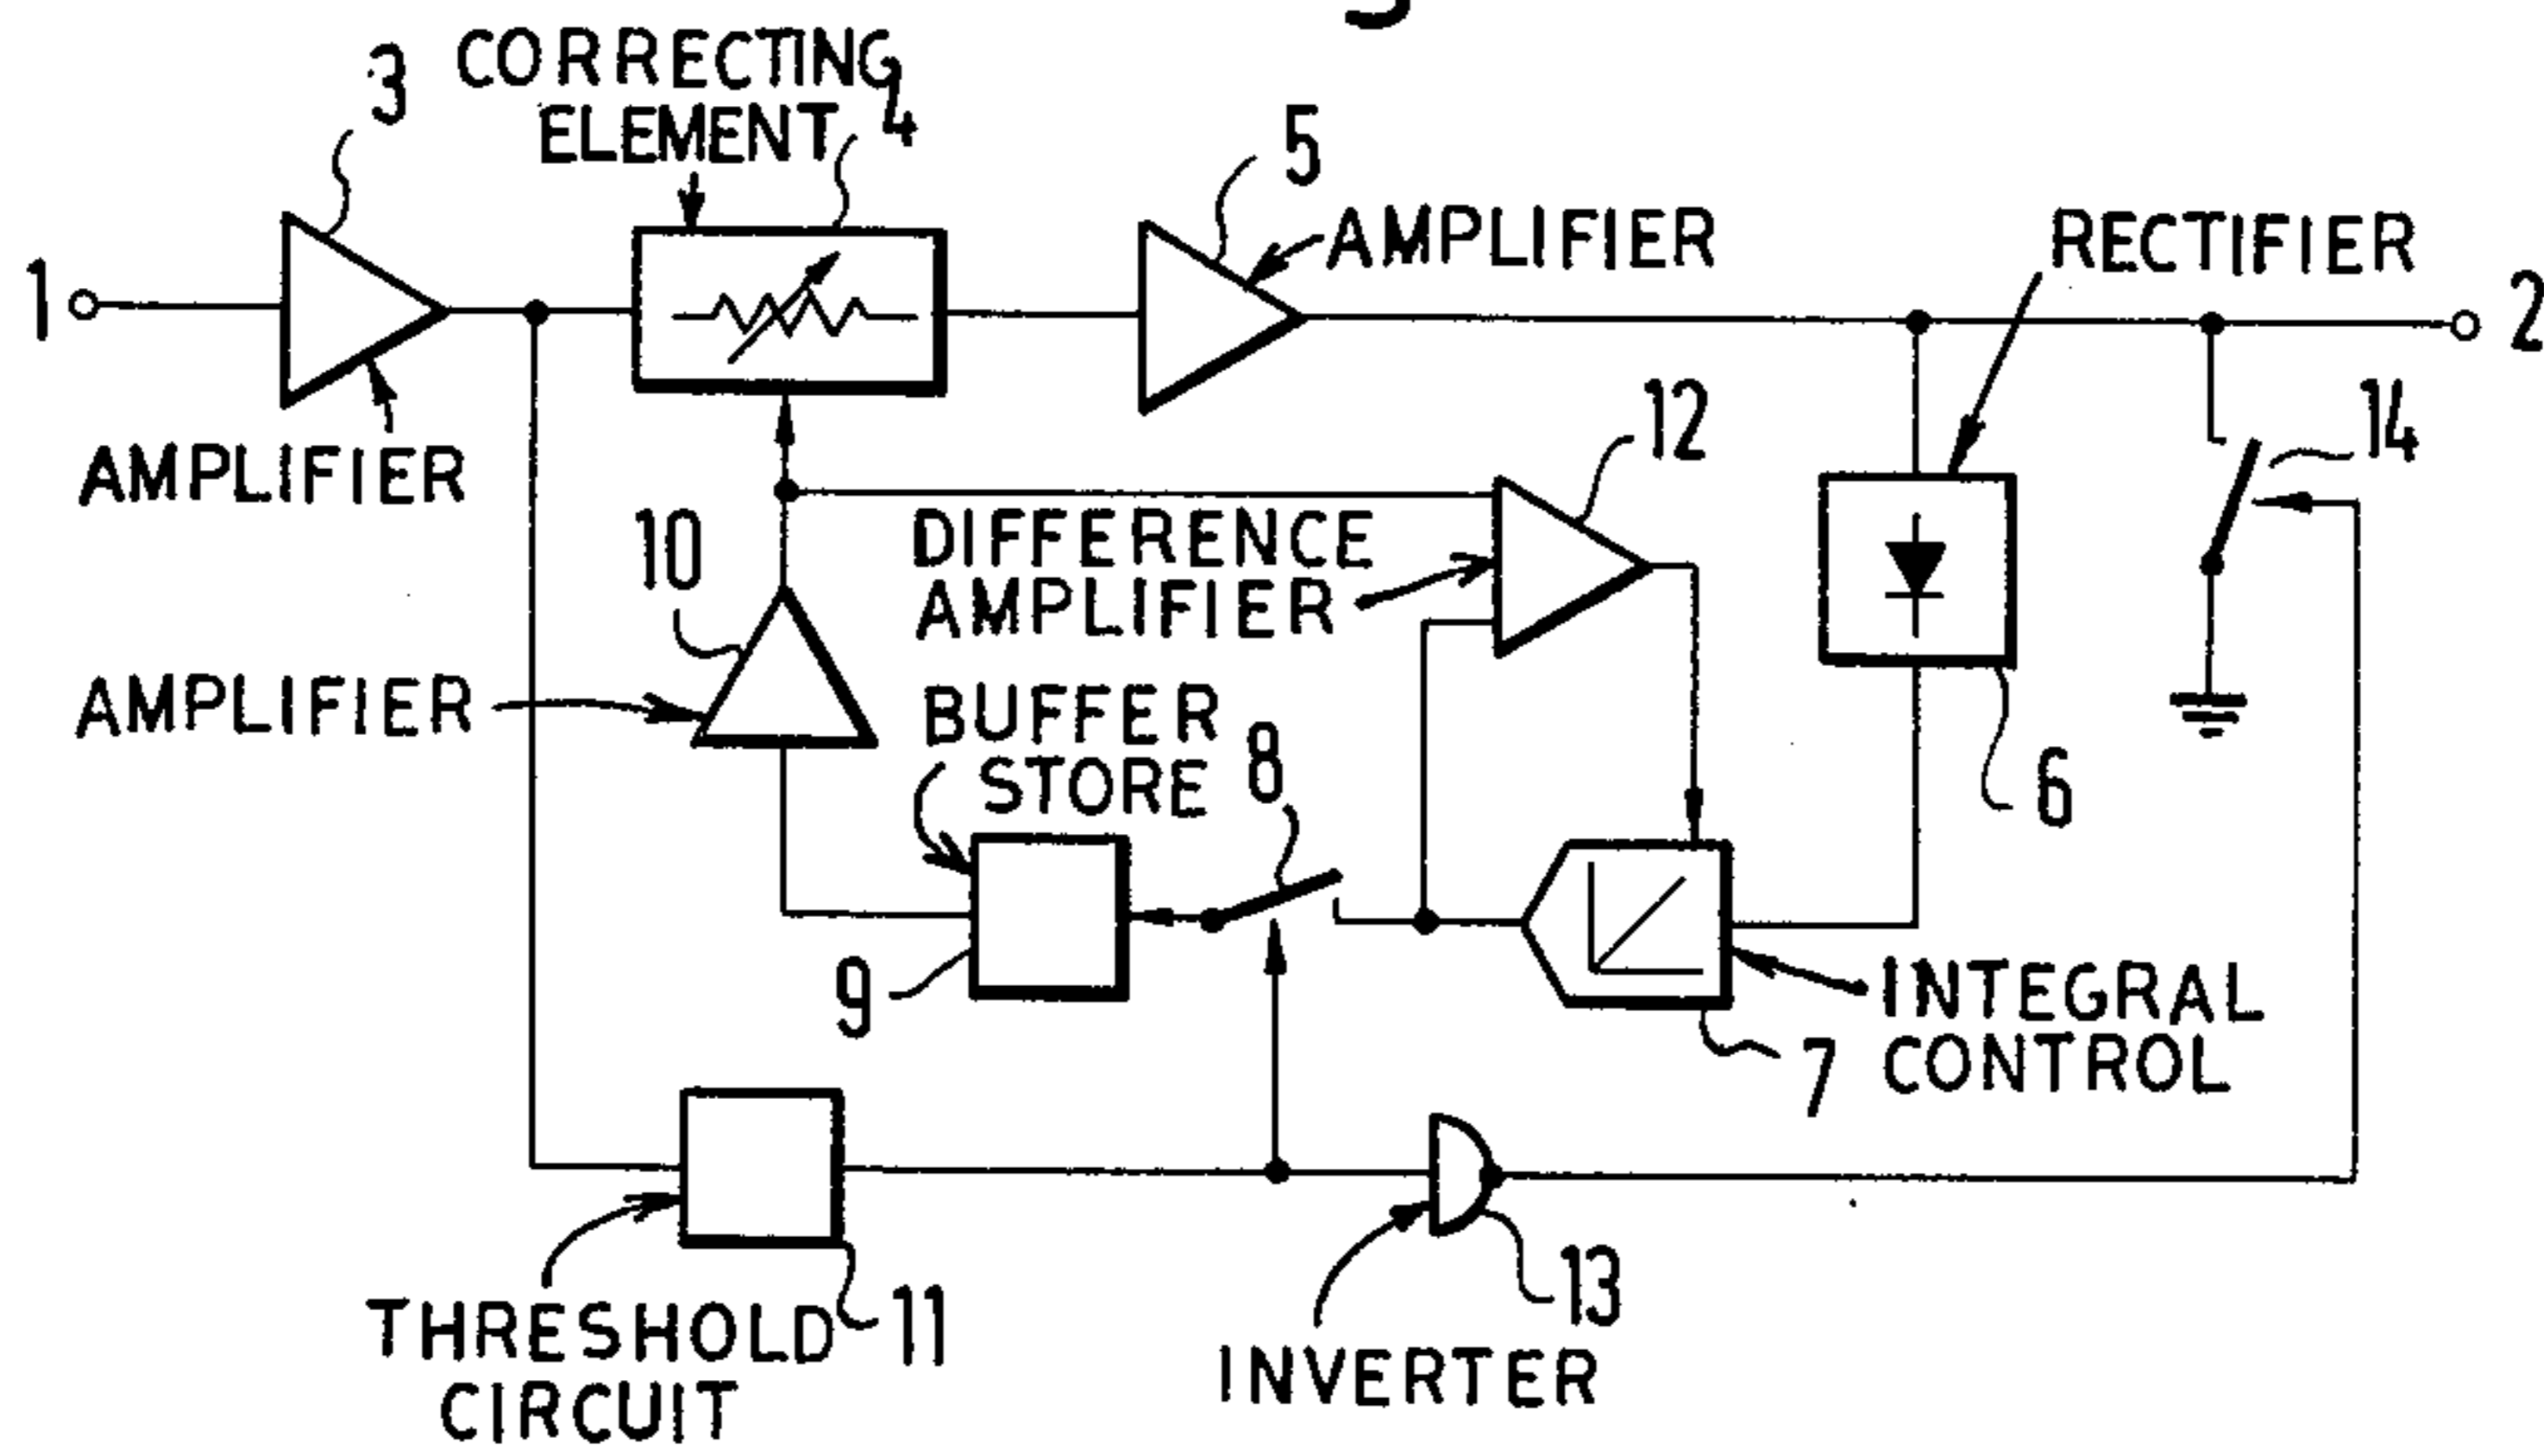 3
CORRECTING
ELEMENT
4
5
AMPLIFIER
RECTIFIER
1
2
AMPLIFIER
12
14
10
DIFFERENCE
AMPLIFIER
AMPLIFIER
BUFFER
STORE
8
6
9
INTEGRAL
CONTROL
7
THRESHOLD
CIRCUIT
11
13
INVERTER